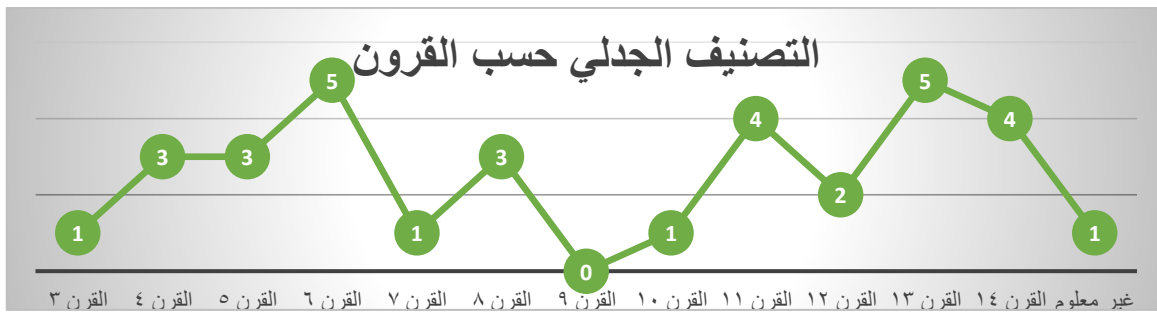 التصنيف الجدلي حسب القرون
5 5
4 4
3 3 3
2
1 1 1 1
0
القرن ٣ القرن ٤ القرن ٥ القرن ٦ القرن ٧ القرن ٨ القرن ٩ القرن ١٠ القرن ١١ القرن ١٢ القرن ١٣ القرن ١٤ غير معلوم